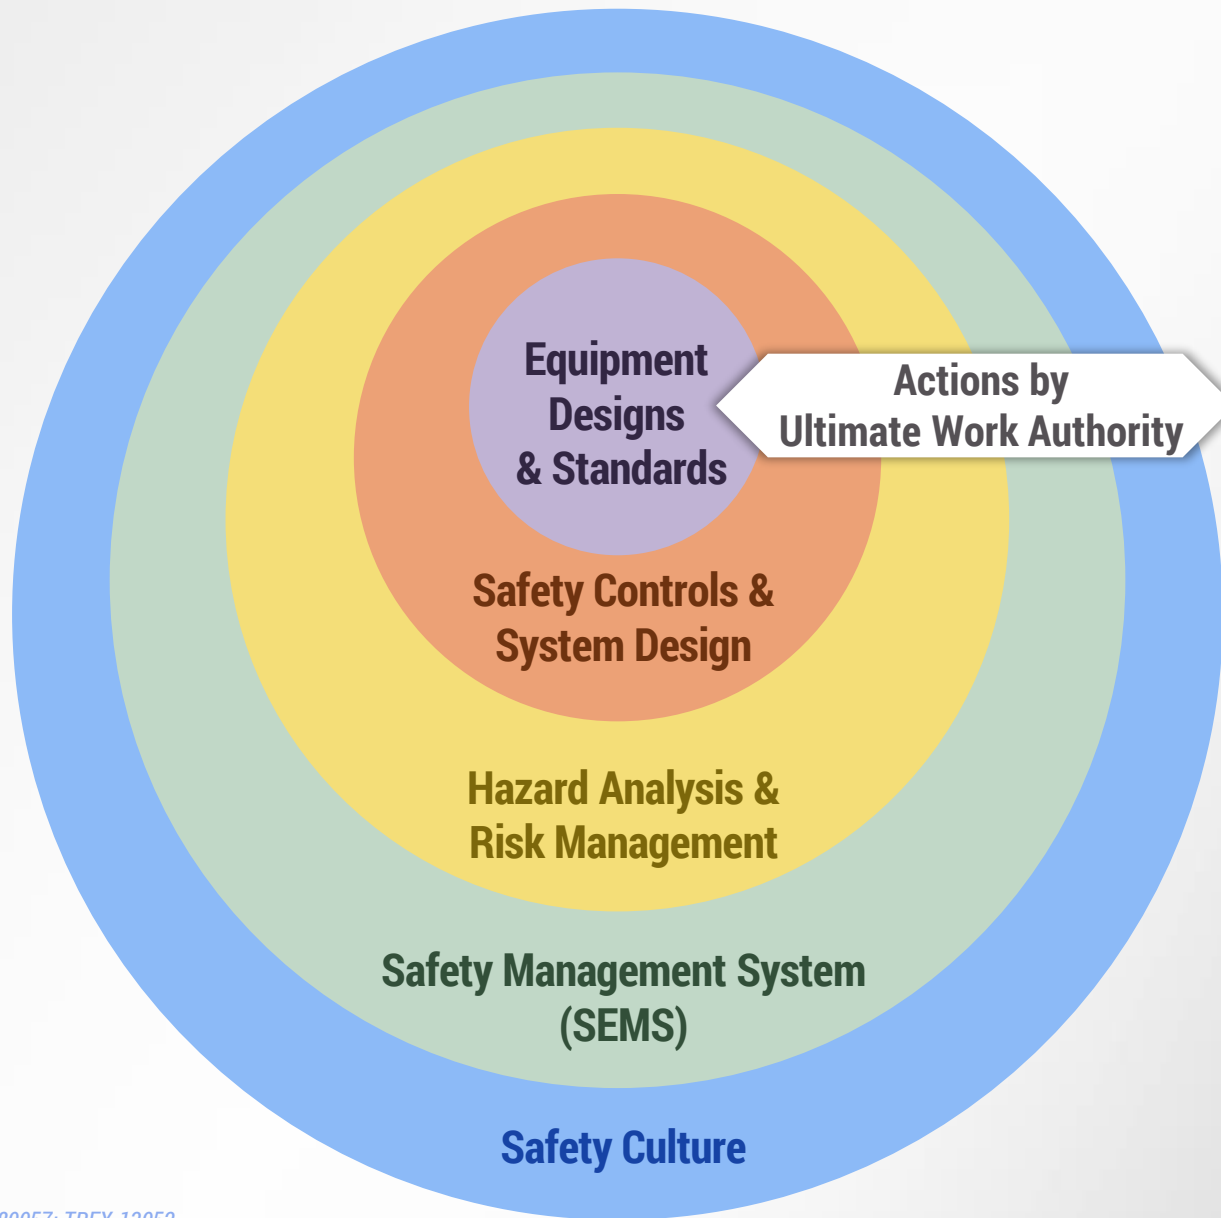 Equipment
Designs
& Standards
Actions by
Ultimate Work Authority
Safety Controls &
System Design
Hazard Analysis &
Risk Management
Safety Management System
(SEMS)
Safety Culture